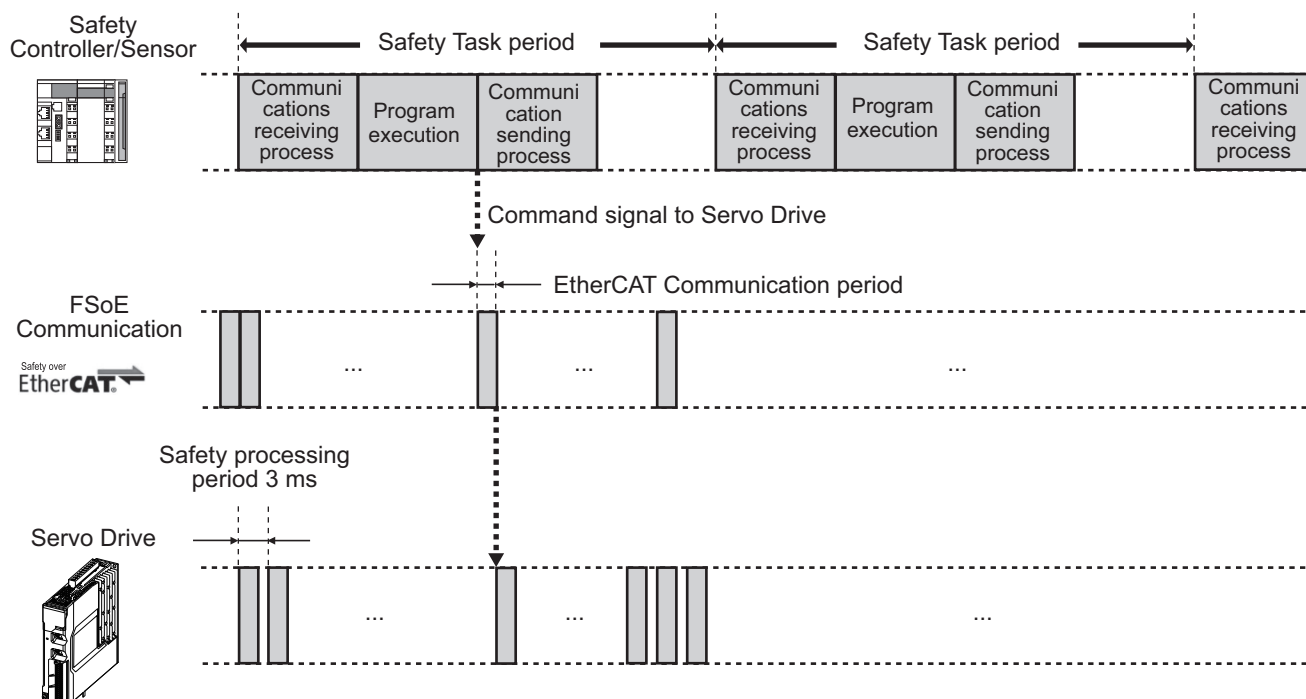 Safety
Controller/Sensor
Safety Task period
Safety Task period
Communi
cations
receiving
process
Program
execution
Communi
cation
sending
process
Communi
cations
receiving
process
Program
execution
Communi
cation
sending
process
Communi
cations
receiving
process
Command signal to Servo Drive
EtherCAT Communication period
FSoE
Communication
Safety over
EtherCAT®
...
...
...
Safety processing
period 3 ms
Servo Drive
...
...
...